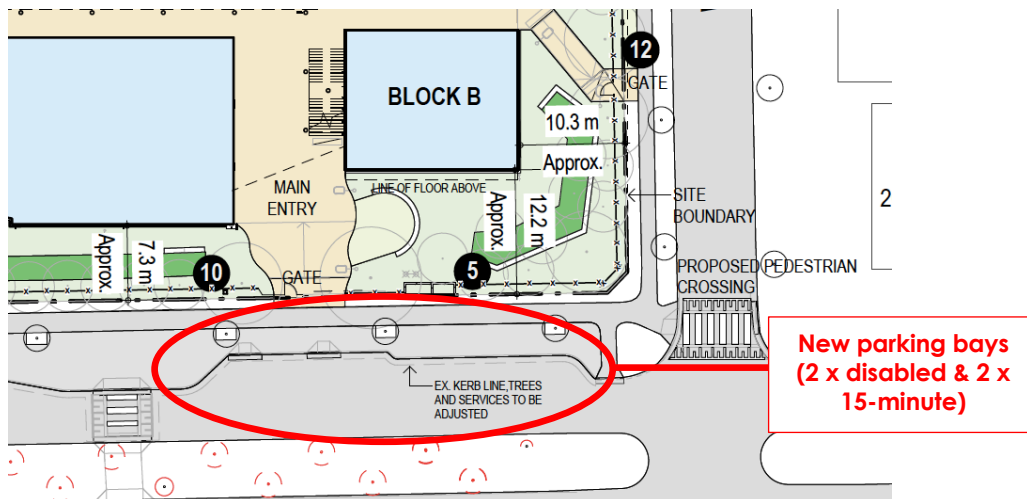 12
GATE
BLOCK B
10.3 m
Approx.
LINE OF FLOOR ABOVE
MAIN
ENTRY
SITE
BOUNDARY
2
12.2 m
Approx.
7.3 m
Approx.
10
GATE
5
PROPOSED PEDESTRIAN
CROSSING
EX. KERB LINE,TREES
AND SERVICES TO BE
ADJUSTED
New parking bays
(2 x disabled & 2 x
15-minute)